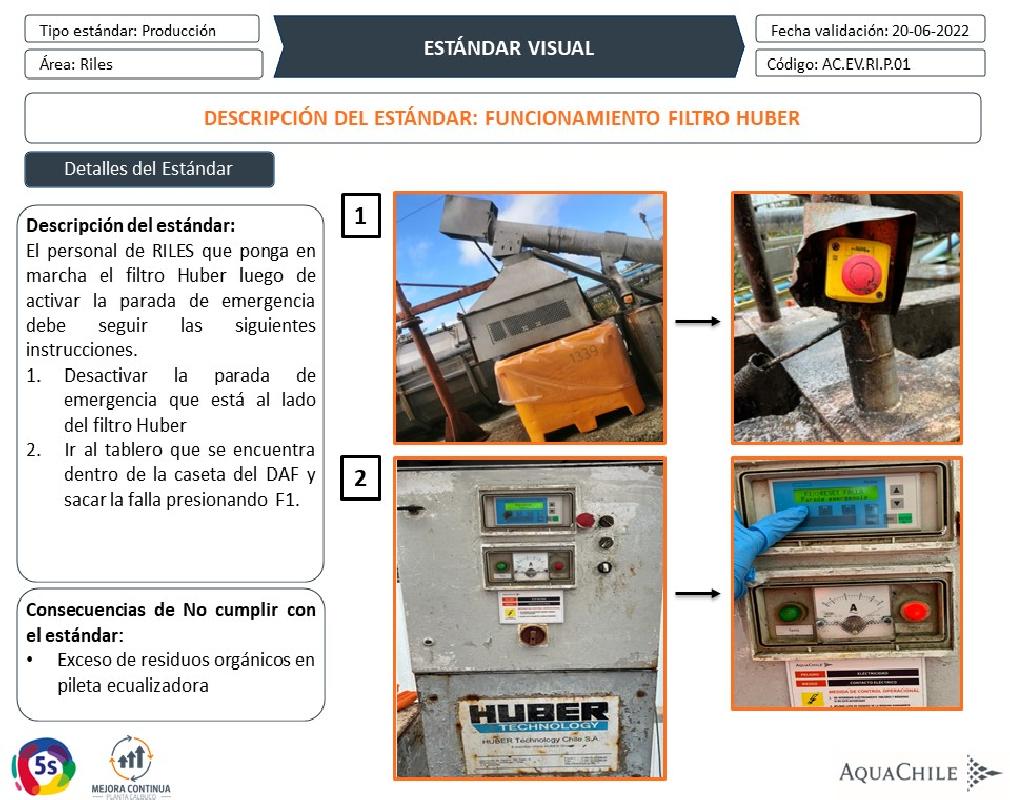 Tipo estándar: Producción
Área: Riles
ESTÁNDAR VISUAL
Fecha validación: 20-06-2022
Código: AC.EV.RI.P.01
DESCRIPCIÓN DEL ESTÁNDAR: FUNCIONAMIENTO FILTRO HUBER
Detalles del Estándar
Descripción del estándar:
El personal de RILES que ponga en
marcha el filtro Huber luego de
activar la parada de emergencia
debe seguir las siguientes
instrucciones.
1. Desactivar la parada de
emergencia que está al lado
del filtro Huber
2. Ir al tablero que se encuentra
dentro de la caseta del DAF y
sacar la falla presionando F1.
Consecuencias de No cumplir con
el estándar:
• Exceso de residuos orgánicos en
pileta ecualizadora
1
1339
2
HUBER
TECHNOLOGY
HUBER Technology Chile S.A.
A
AQUACHILE
PELIGRO
ELECTRICIDAD
RIESGO
CONTACTO ELÉCTRICO
MEDIDA DE CONTROL OPERACIONAL
5s
MEJORA CONTINUA
PLANTA CALBUCO
AQUACHILE